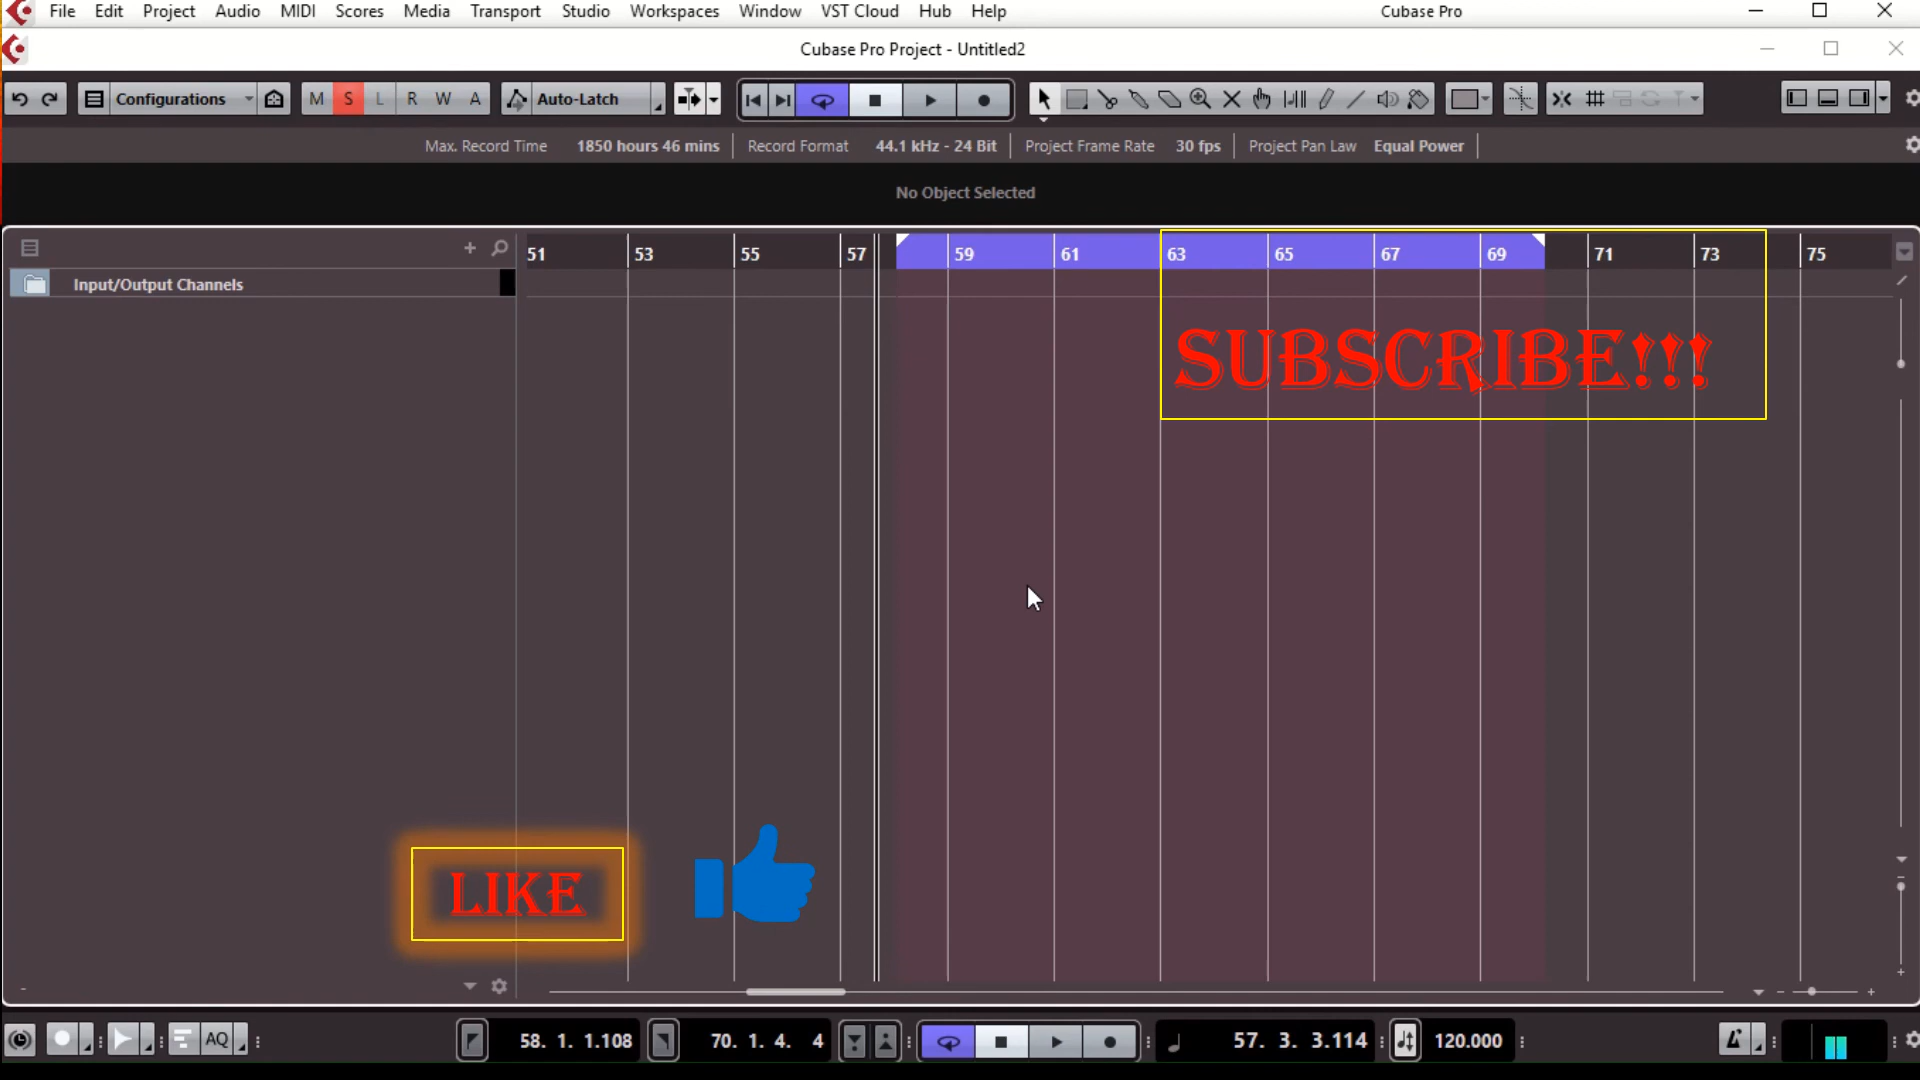 File Edit Project Audio MIDI Scores Media Transport Studio Workspaces Window VST Cloud Hub Help Cubase Pro
Cubase Pro Project - Untitled2
Configurations M S L R W A Auto-Latch
Max. Record Time 1850 hours 46 mins Record Format 44.1 kHz - 24 Bit Project Frame Rate 30 fps Project Pan Law Equal Power
No Object Selected
51 53 55 57 59 61 63 65 67 69 71 73 75
Input/Output Channels
SUBSCRIBE!!!
LIKE
AQ 58. 1. 1.108 70. 1. 4. 4 57. 3. 3.114 120.000